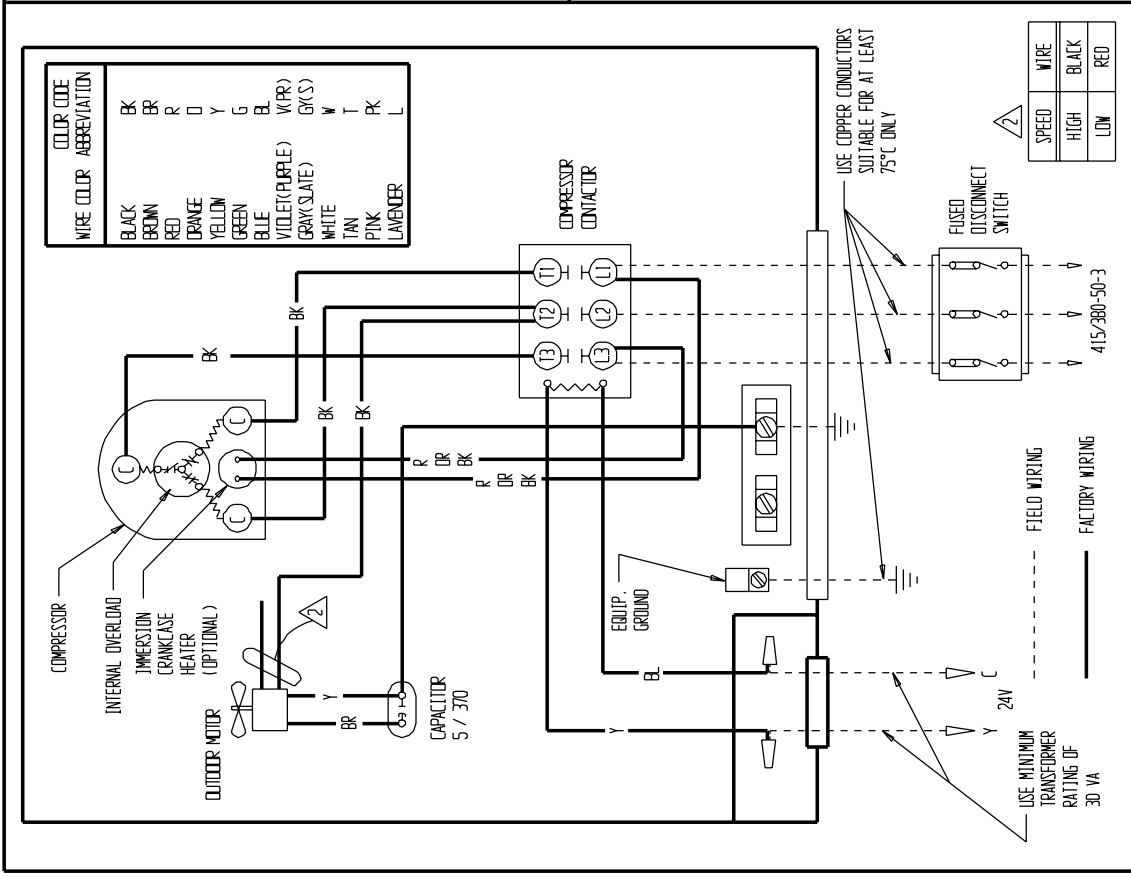 COLOR CODE
WIRE COLOR ABBREVIATION
BLACK BK
BROWN BR
RED R
ORANGE O
YELLOW Y
GREEN G
BLUE BL
VIOLET(PURPLE) V(PR)
GRAY(SLATE) GY(S)
WHITE W
TAN T
PINK PK
LAVENDER L
COMPRESSOR
INTERNAL OVERLOAD
IMMERSION
CRANKCASE
HEATER
(OPTIONAL)
OUTDOOR MOTOR
2
C
C
C
BK
BK
BK
BK
R OR BK
R OR BK
Y
BR
CAPACITOR
5 / 370
COMPRESSOR
CONTACTOR
T3
T2
T1
L3
L2
L1
EQUIP.
GROUND
Y
BL
USE COPPER CONDUCTORS
SUITABLE FOR AT LEAST
75°C ONLY
FUSED
DISCONNECT
SWITCH
415/380-50-3
USE MINIMUM
TRANSFORMER
RATING OF
30 VA
Y
24V
C
FIELD WIRING
FACTORY WIRING
2
SPEED WIRE
HIGH BLACK
LOW RED